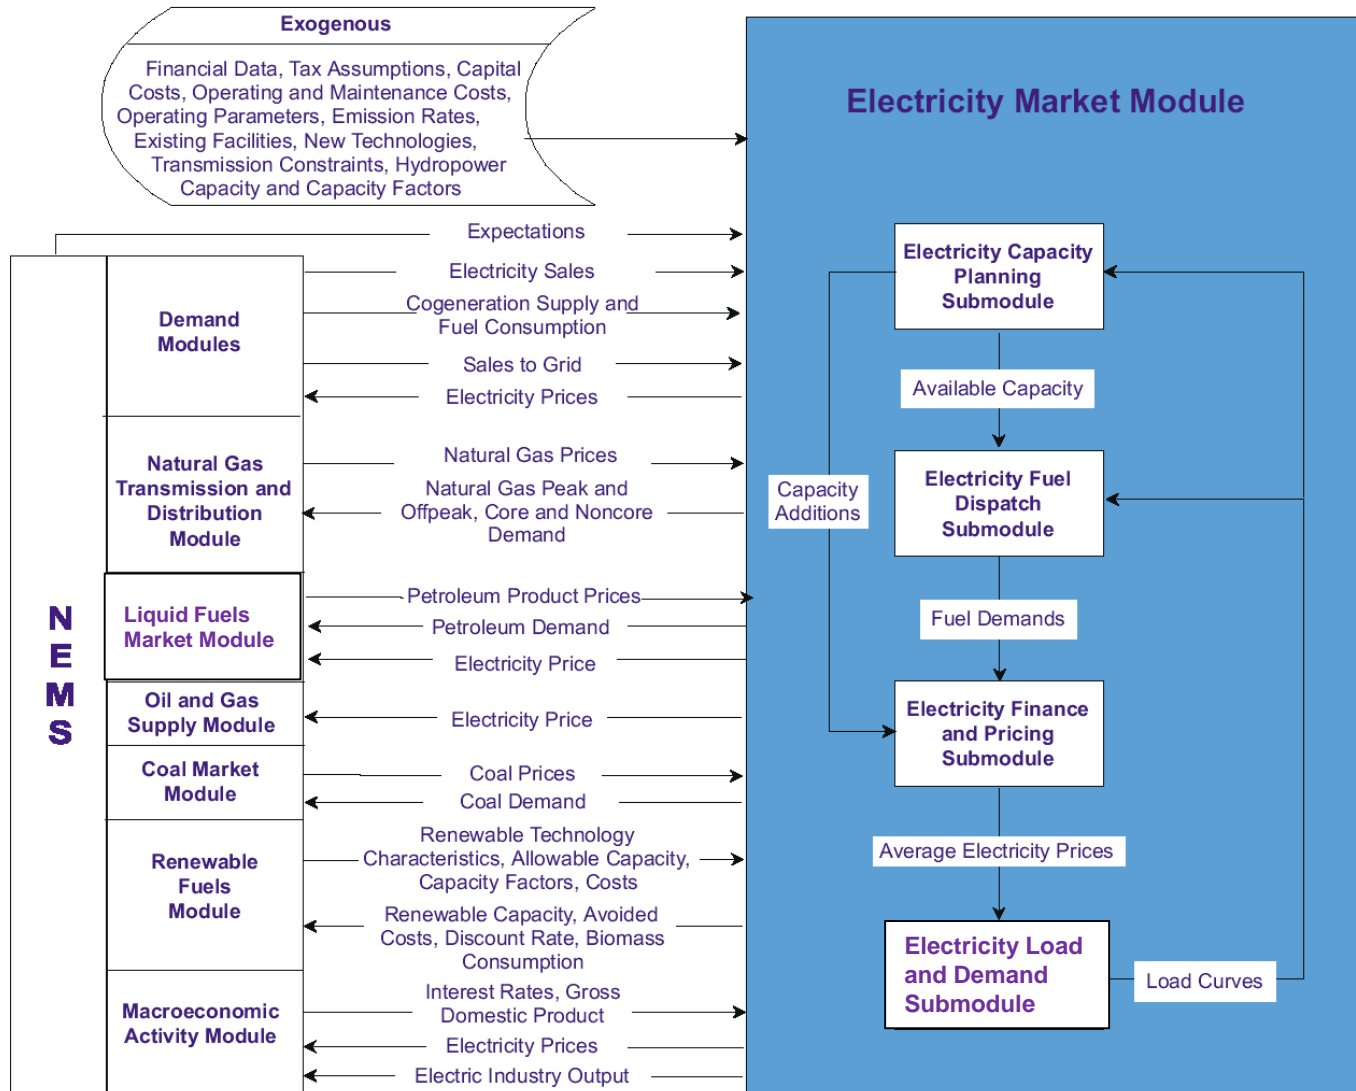 Exogenous
Financial Data, Tax Assumptions, Capital
Costs, Operating and Maintenance Costs,
Operating Parameters, Emission Rates,
Existing Facilities, New Technologies,
Transmission Constraints, Hydropower
Capacity and Capacity Factors
Electricity Market Module
NEMS
Expectations
Demand
Modules
Electricity Sales
Cogeneration Supply and
Fuel Consumption
Sales to Grid
Electricity Prices
Natural Gas
Transmission and
Distribution
Module
Natural Gas Prices
Natural Gas Peak and
Offpeak, Core and Noncore
Demand
Liquid Fuels
Market Module
Petroleum Product Prices
Petroleum Demand
Electricity Price
Oil and Gas
Supply Module
Electricity Price
Coal Market
Module
Coal Prices
Coal Demand
Renewable
Fuels
Module
Renewable Technology
Characteristics, Allowable Capacity,
Capacity Factors, Costs
Renewable Capacity, Avoided
Costs, Discount Rate, Biomass
Consumption
Macroeconomic
Activity Module
Interest Rates, Gross
Domestic Product
Electricity Prices
Electric Industry Output
Electricity Capacity
Planning
Submodule
Available Capacity
Capacity
Additions
Electricity Fuel
Dispatch
Submodule
Fuel Demands
Electricity Finance
and Pricing
Submodule
Average Electricity Prices
Electricity Load
and Demand
Submodule
Load Curves